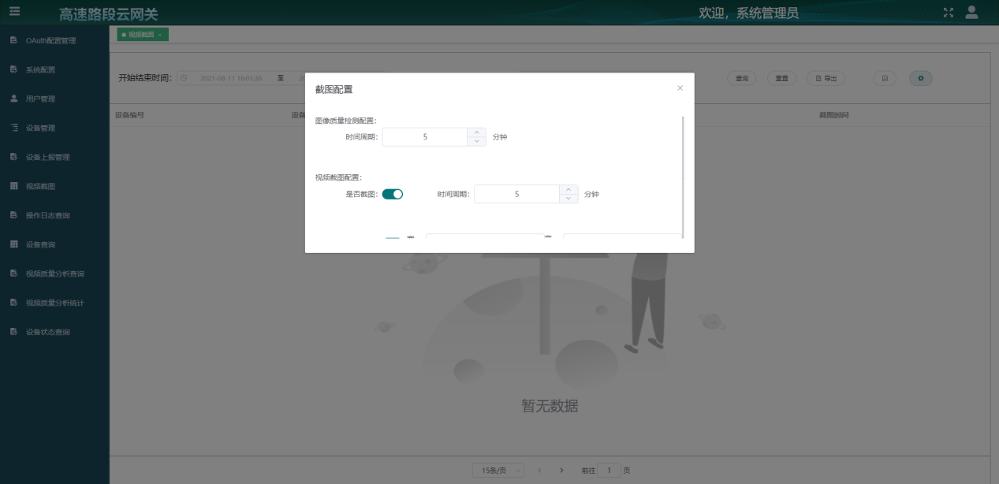 高速路段云网关
欢迎，系统管理员
OAuth配置管理
系统配置
用户管理
设备管理
设备上报管理
视频截图
操作日志查询
设备查询
视频质量分析查询
视频质量分析统计
设备状态查询
视频截图 ×
开始结束时间： 2021-08-11 16:01:36 至 20
查询 重置 导出
设备编号 设备 截图时间
截图配置
图像质量检测配置：
时间周期： 5 分钟
视频截图配置：
是否截图： 时间周期： 5 分钟
暂无数据
15条/页 前往 1 页